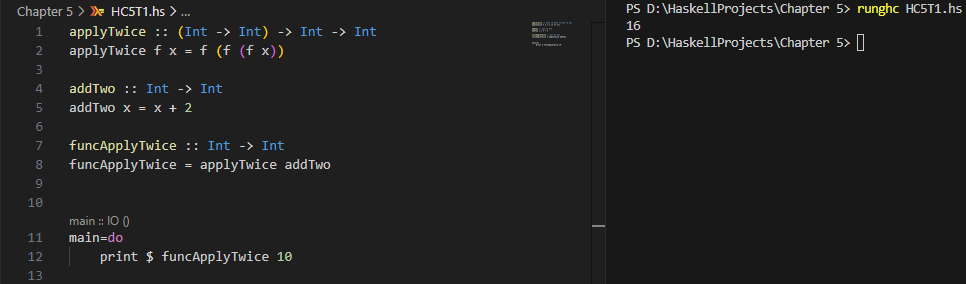 Chapter 5 > HC5T1.hs > ...
1 applyTwice :: (Int -> Int) -> Int -> Int
2 applyTwice f x = f (f (f x))
3
4 addTwo :: Int -> Int
5 addTwo x = x + 2
6
7 funcApplyTwice :: Int -> Int
8 funcApplyTwice = applyTwice addTwo
9
10
main :: IO ()
11 main=do
12 print $ funcApplyTwice 10
13
PS D:\HaskellProjects\Chapter 5> runghc HC5T1.hs
16
PS D:\HaskellProjects\Chapter 5>